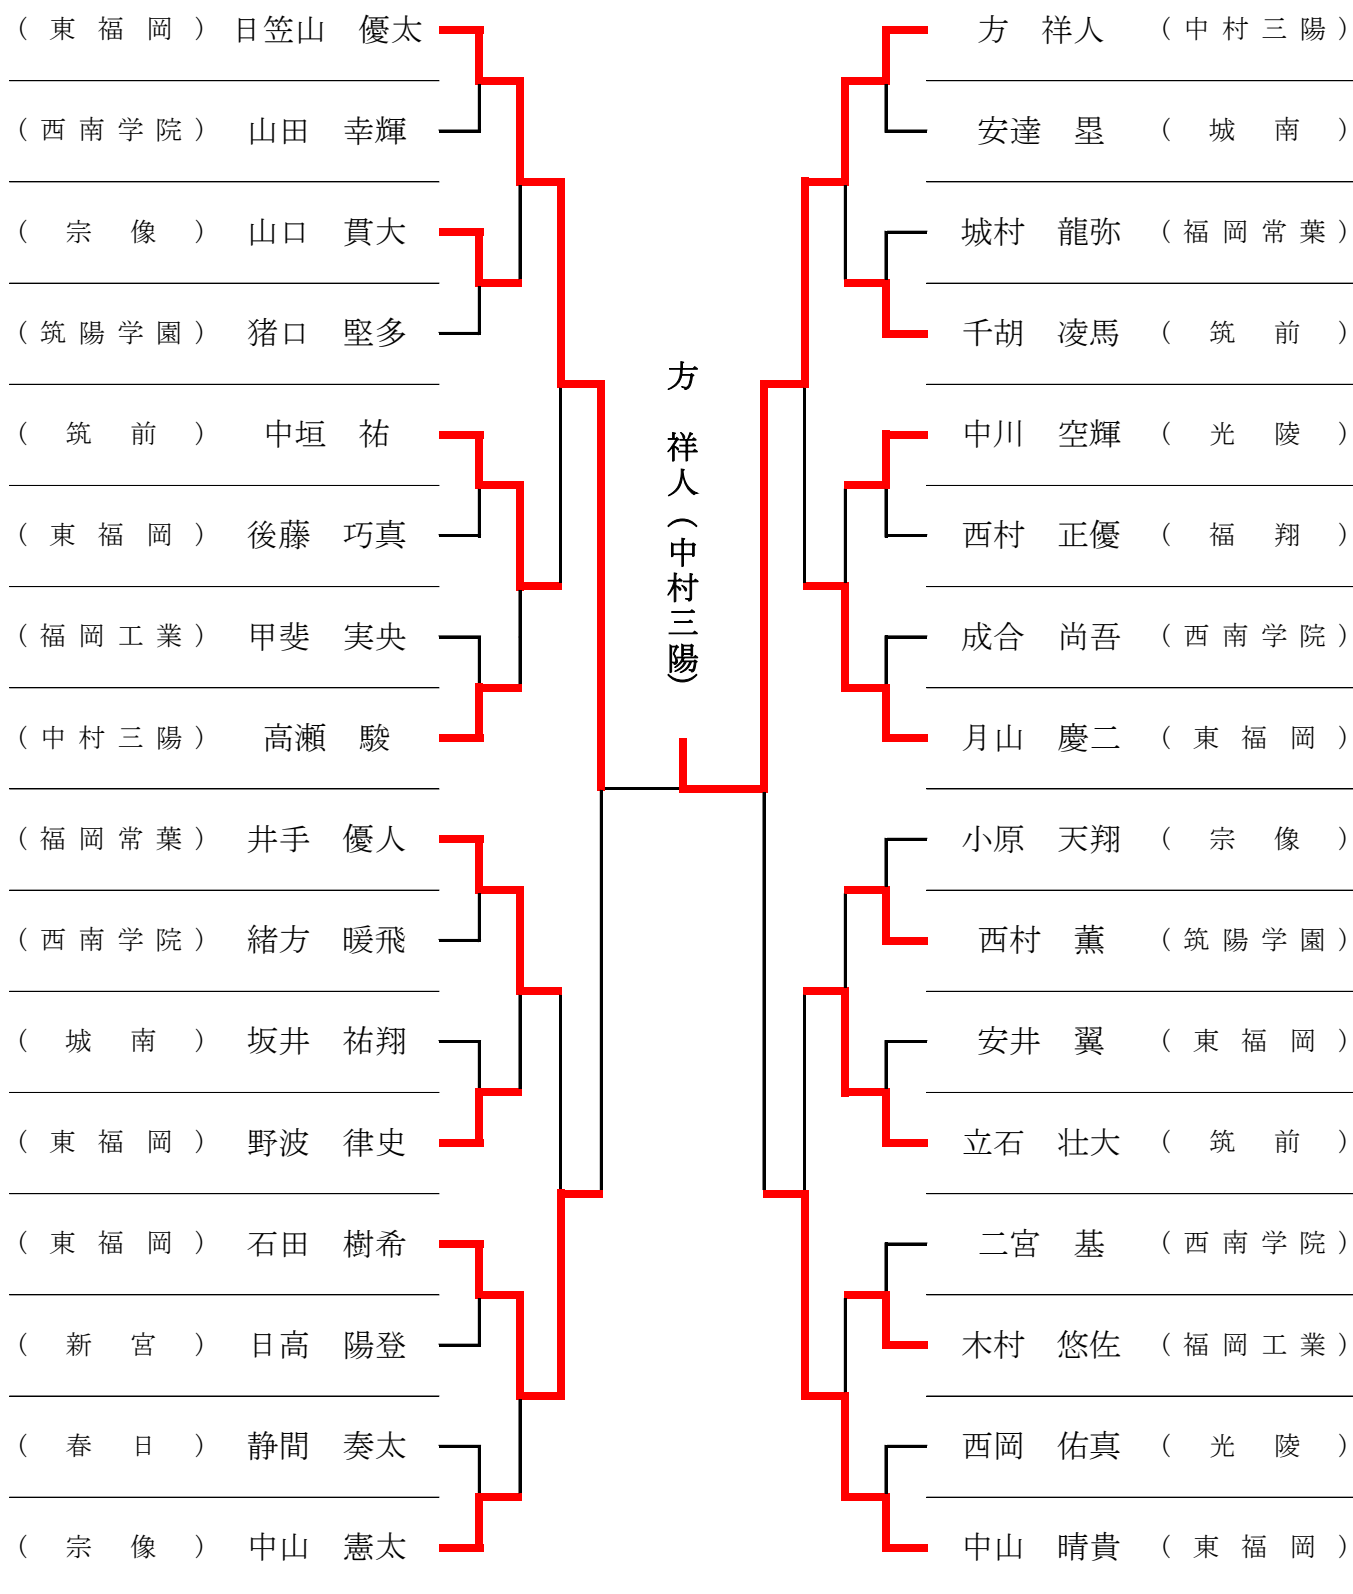 (東福岡) 日笠山 優太
(西南学院) 山田 幸輝
(宗像) 山口 貫大
(筑陽学園) 猪口 堅多
(筑前) 中垣 祐
(東福岡) 後藤 巧真
(福岡工業) 甲斐 実央
(中村三陽) 高瀬 駿
(福岡常葉) 井手 優人
(西南学院) 緒方 暖飛
(城南) 坂井 祐翔
(東福岡) 野波 律史
(東福岡) 石田 樹希
(新宮) 日高 陽登
(春日) 静間 奏太
(宗像) 中山 憲太
方 祥人(中村三陽)
方 祥人 (中村三陽)
安達 塁 (城南)
城村 龍弥 (福岡常葉)
千胡 凌馬 (筑前)
中川 空輝 (光陵)
西村 正優 (福翔)
成合 尚吾 (西南学院)
月山 慶二 (東福岡)
小原 天翔 (宗像)
西村 薫 (筑陽学園)
安井 翼 (東福岡)
立石 壮大 (筑前)
二宮 基 (西南学院)
木村 悠佐 (福岡工業)
西岡 佑真 (光陵)
中山 晴貴 (東福岡)